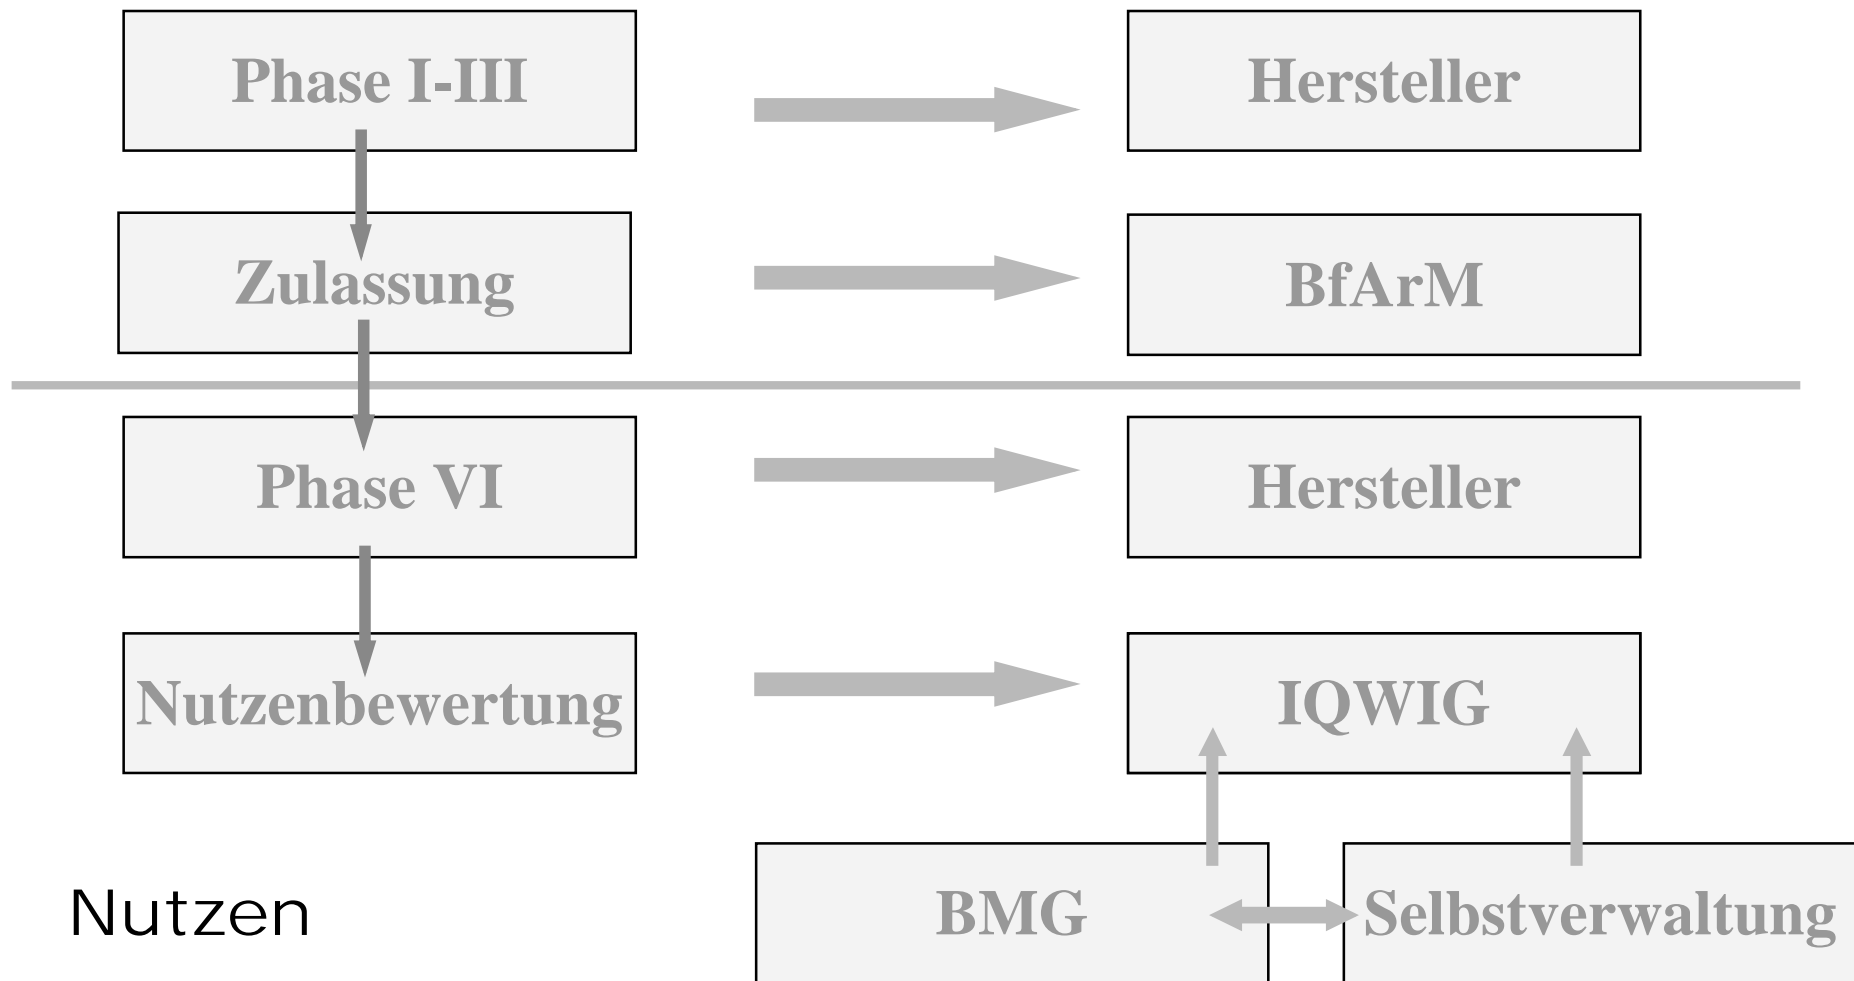 Phase I-III
Hersteller
Zulassung
BfArM
Phase VI
Hersteller
Nutzenbewertung
IQWIG
Nutzen
BMG
Selbstverwaltung